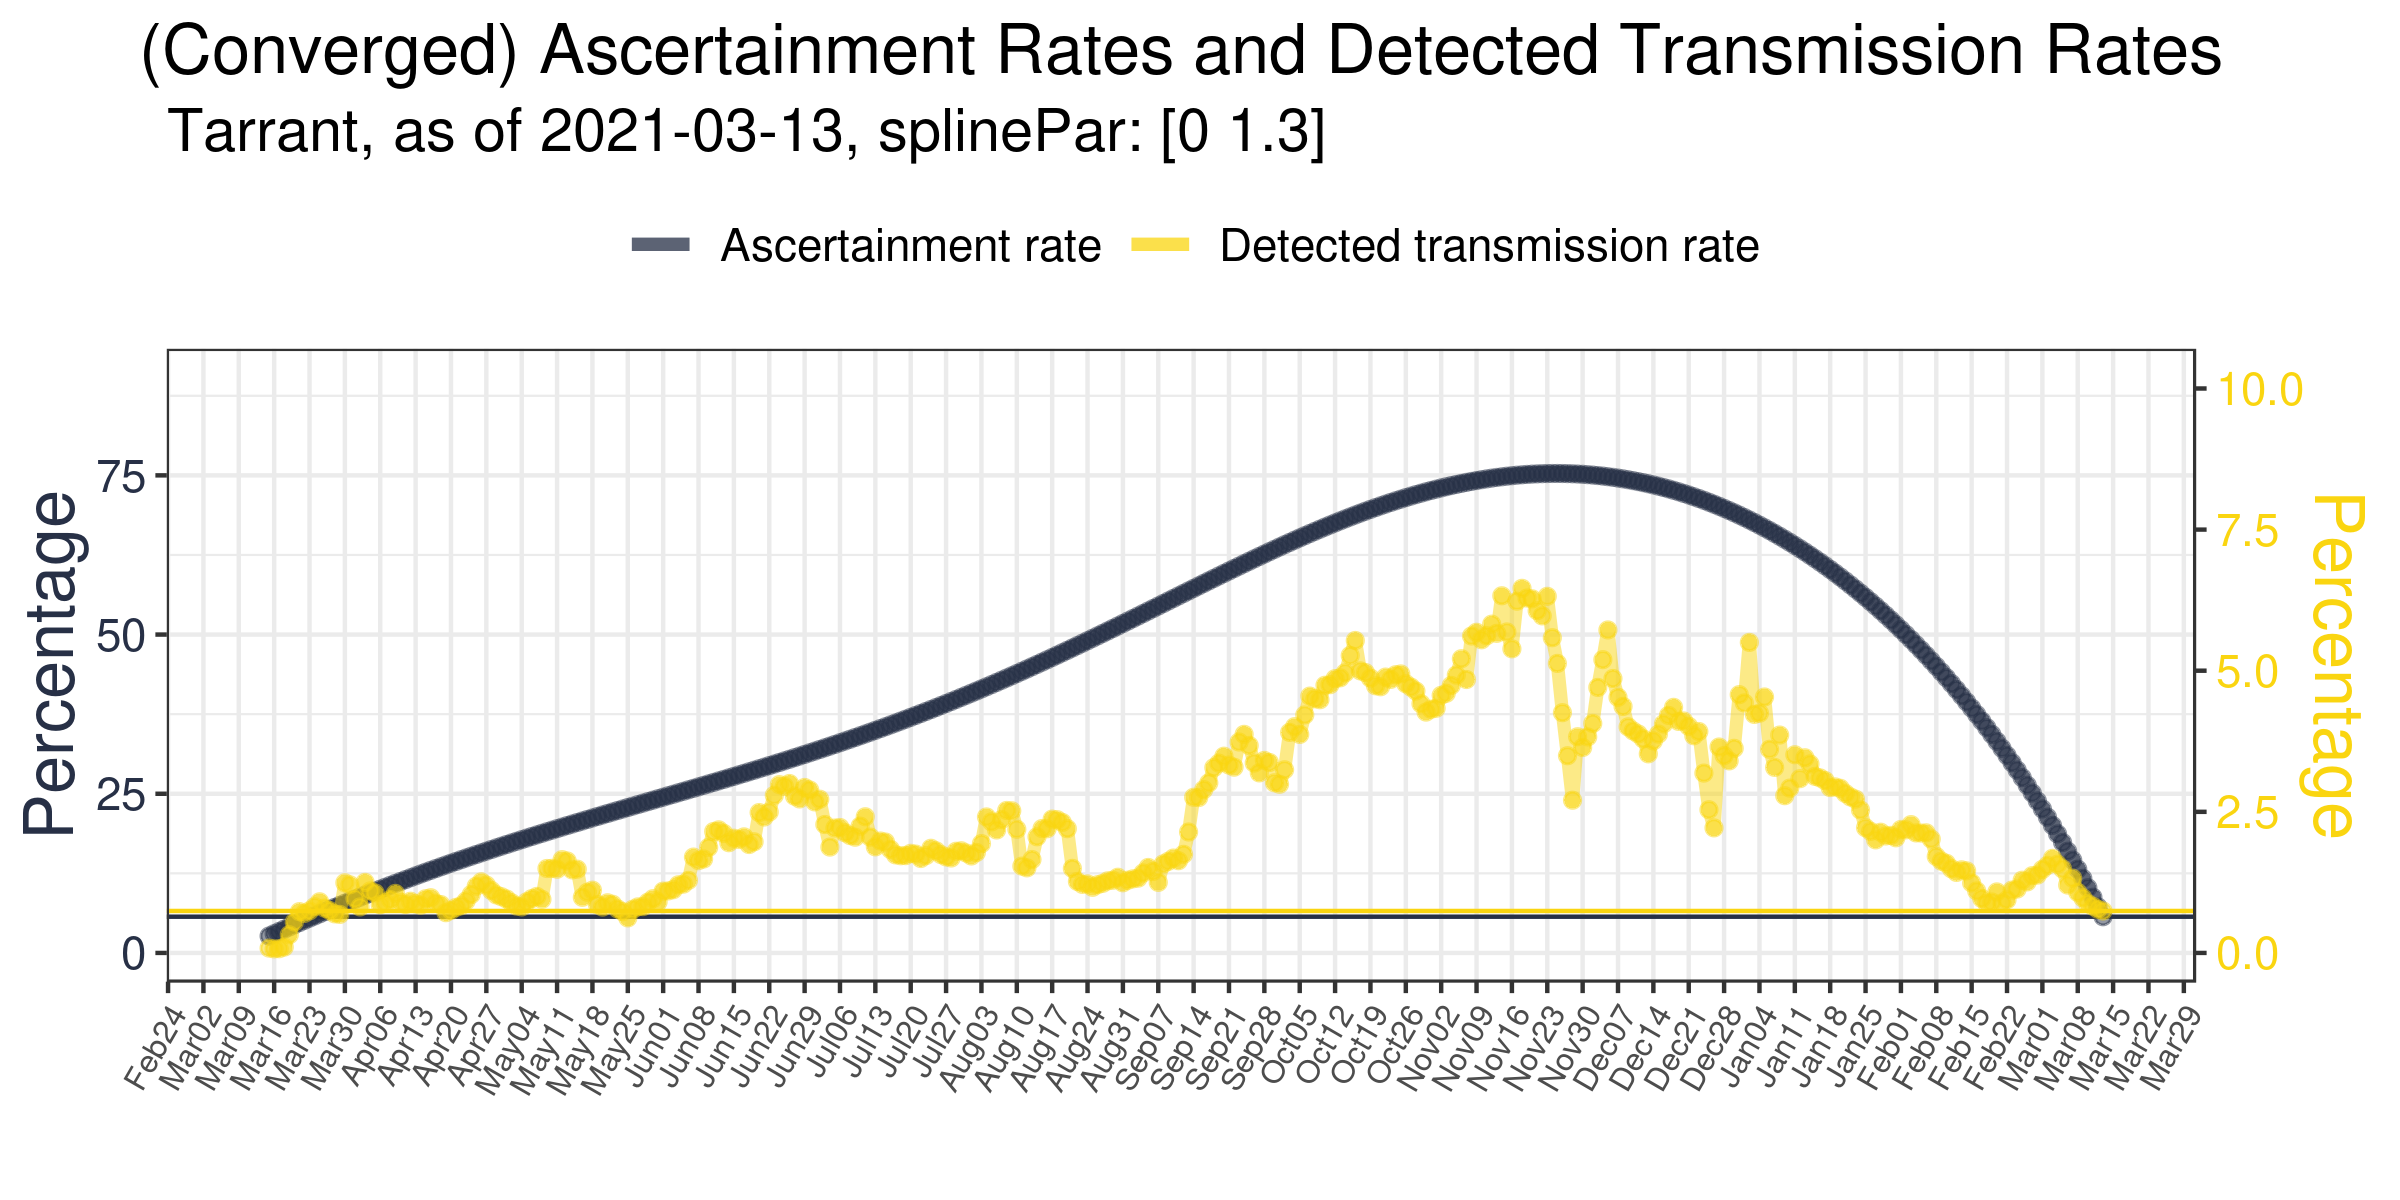 (Converged) Ascertainment Rates and Detected Transmission Rates
Tarrant, as of 2021-03-13, splinePar: [0 1.3]
Ascertainment rate
Detected transmission rate
Percentage
75
50
25
0
10.0
7.5
5.0
2.5
0.0
Percentage
Feb24
Mar02
Mar09
Mar16
Mar23
Mar30
Apr06
Apr13
Apr20
Apr27
May04
May11
May18
May25
Jun01
Jun08
Jun15
Jun22
Jun29
Jul06
Jul13
Jul20
Jul27
Aug03
Aug10
Aug17
Aug24
Aug31
Sep07
Sep14
Sep21
Sep28
Oct05
Oct12
Oct19
Oct26
Nov02
Nov09
Nov16
Nov23
Nov30
Dec07
Dec14
Dec21
Dec28
Jan04
Jan11
Jan18
Jan25
Feb01
Feb08
Feb15
Feb22
Mar01
Mar08
Mar15
Mar22
Mar29